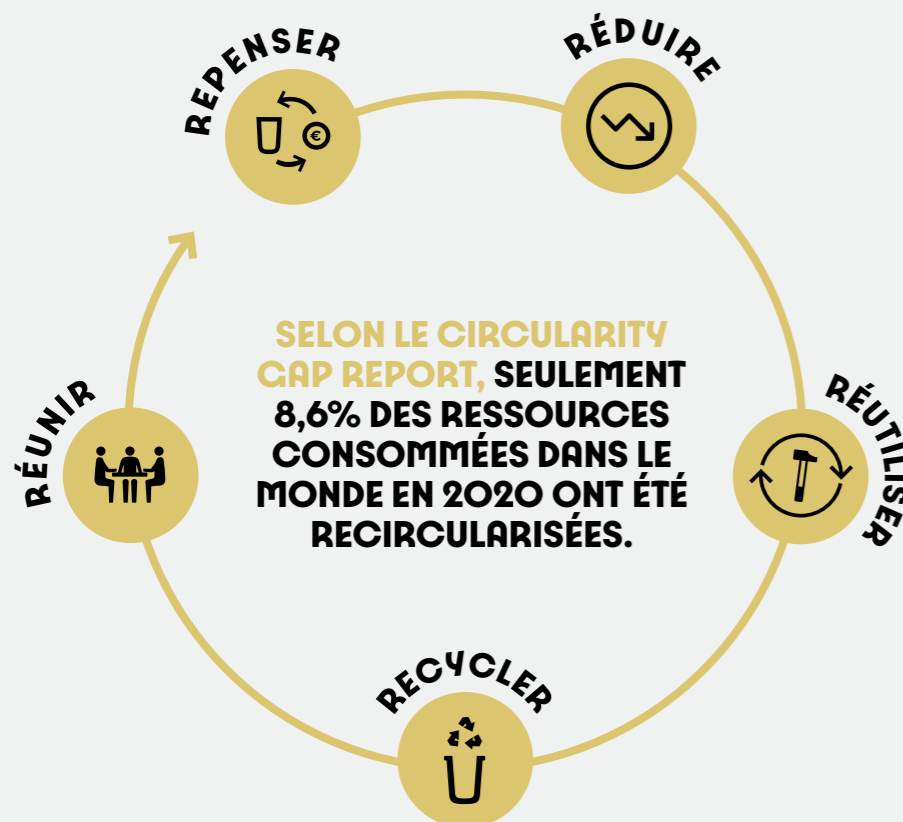 REPENSER
RÉDUIRE
SELON LE CIRCULARITY
GAP REPORT, SEULEMENT
8,6% DES RESSOURCES
CONSOMMÉES DANS LE
MONDE EN 2020 ONT ÉTÉ
RECIRCULARISÉES.
RÉUTILISER
RECYCLER
RÉUNIR
€